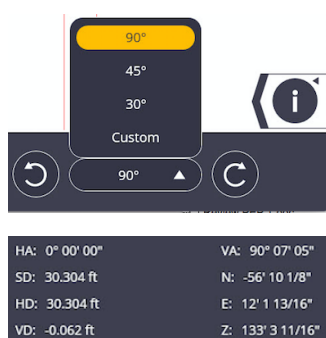 90°
45°
30°
Custom
90°
HA: 0° 00' 00"
VA: 90° 07' 05"
SD: 30.304 ft
N: -56' 10 1/8"
HD: 30.304 ft
E: 12' 1 13/16"
VD: -0.062 ft
Z: 133' 3 11/16"